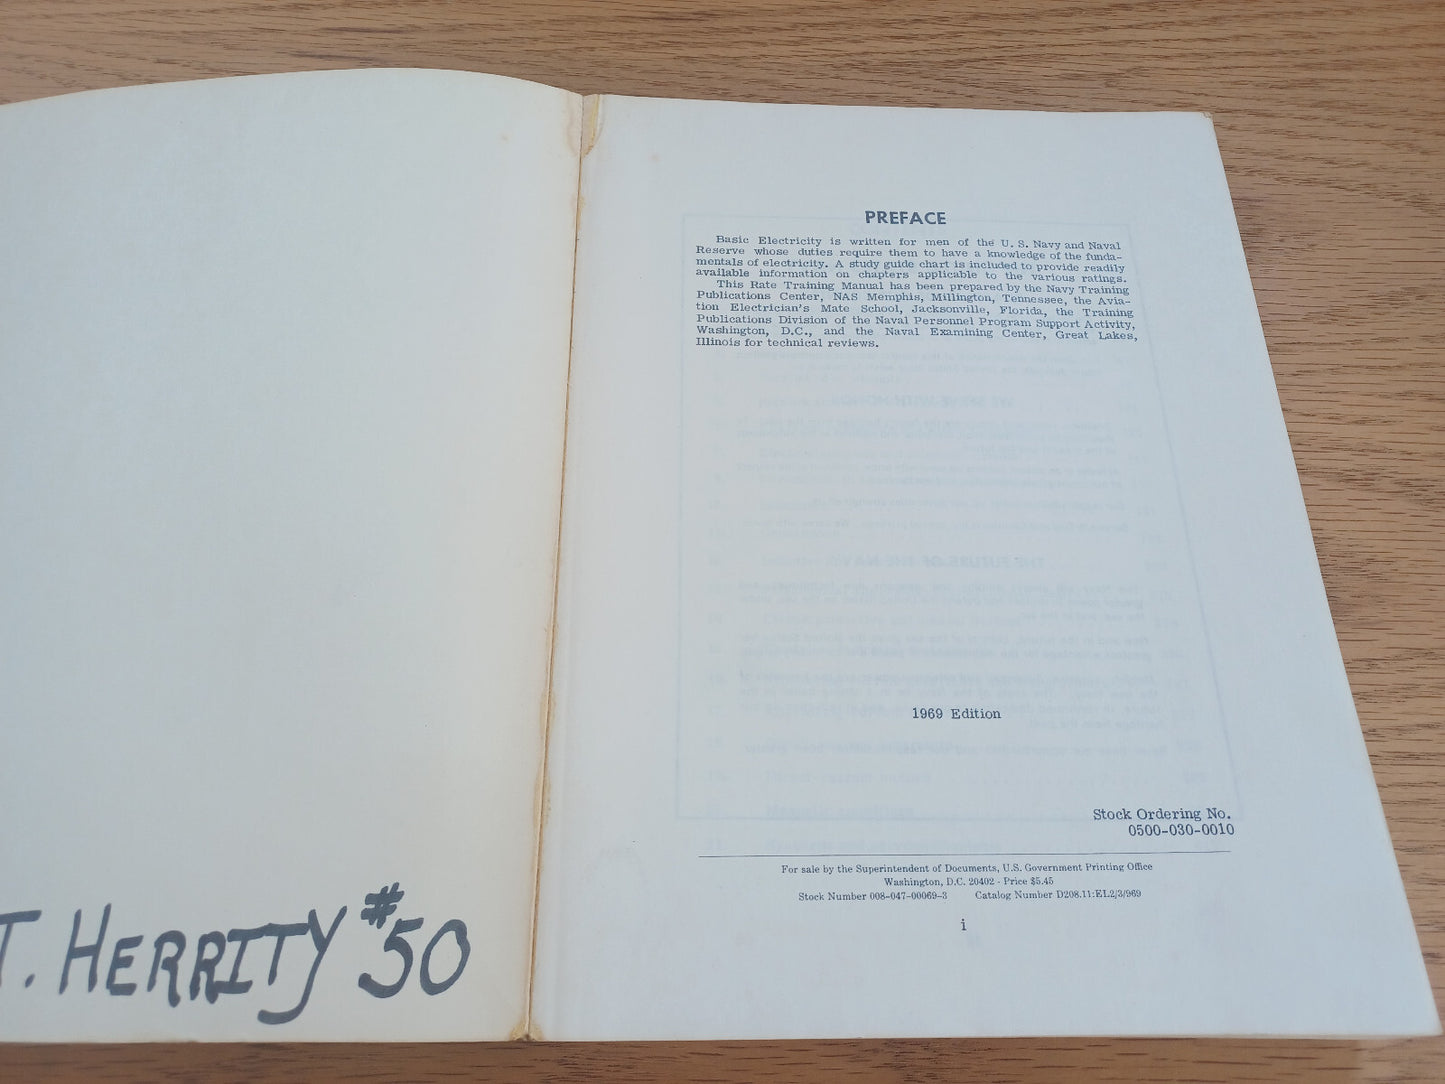 T. HERRITY #50
PREFACE
Basic Electricity is written for men of the U. S. Navy and Naval
Reserve whose duties require them to have a knowledge of the funda-
mentals of electricity. A study guide chart is included to provide readily
available information on chapters applicable to the various ratings.
This Rate Training Manual has been prepared by the Navy Training
Publications Center, NAS Memphis, Millington, Tennessee, the Avia-
tion Electrician's Mate School, Jacksonville, Florida, the Training
Publications Division of the Naval Personnel Program Support Activity,
Washington, D.C., and the Naval Examining Center, Great Lakes,
Illinois for technical reviews.
1969 Edition
Stock Ordering No.
0500-030-0010
For sale by the Superintendent of Documents, U.S. Government Printing Office
Washington, D.C. 20402 - Price $5.45
Stock Number 008-047-00069-3 Catalog Number D208.11:EL2/3/969
i